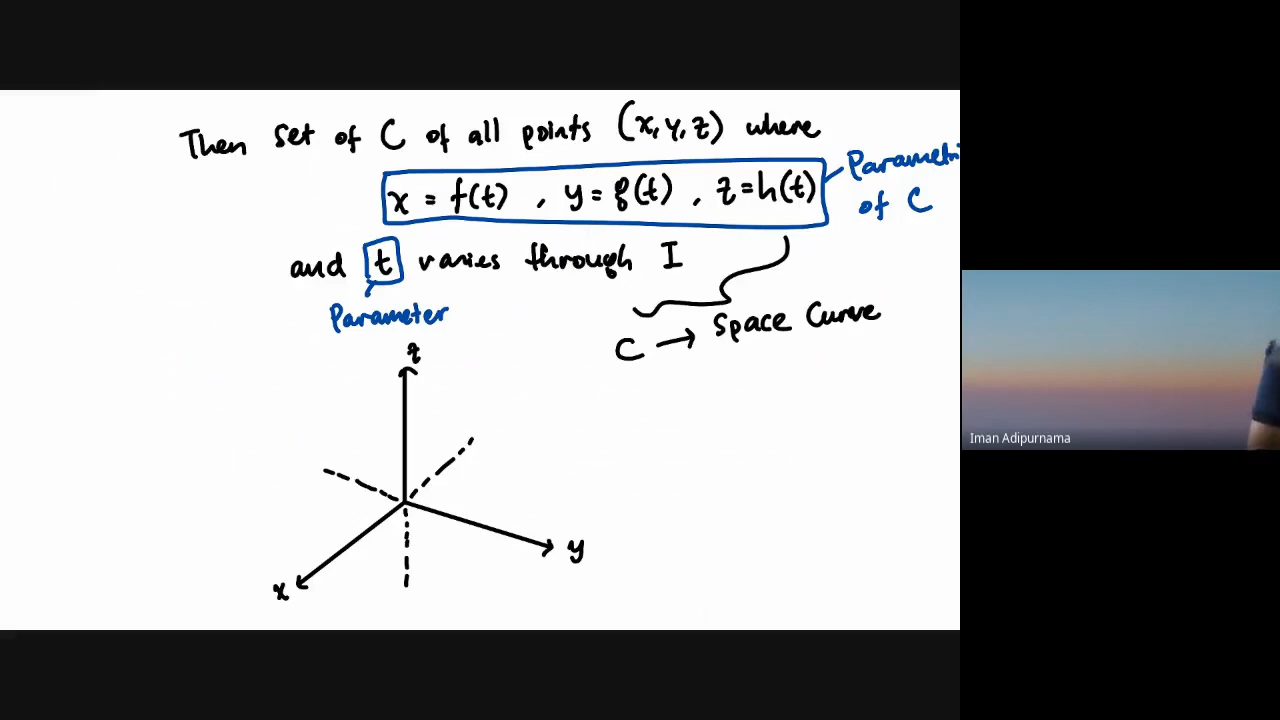 Then set of C of all points (x, y, z) where
x = f(t) , y = g(t) , z = h(t)
Parametri
of C
and t varies through I
Parameter
C → Space Curve
z
y
x
Iman Adipurnama